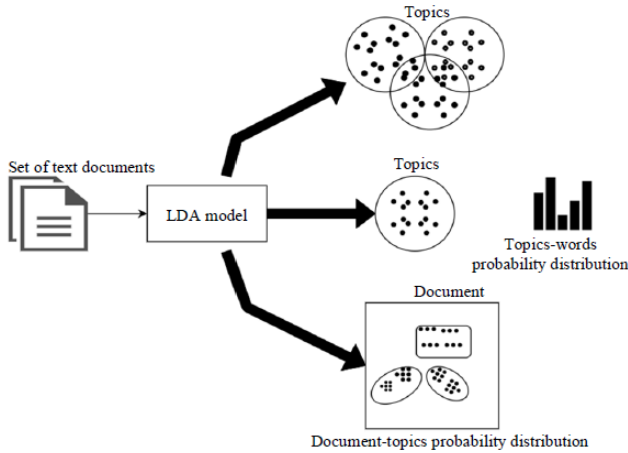 Topics
Set of text documents
LDA model
Topics
Topics-words
probability distribution
Document
Document-topics probability distribution